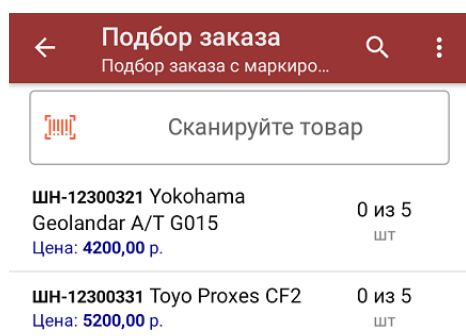 Подбор заказа
Подбор заказа с маркиро...
Сканируйте товар
ШН-12300321 Yokohama
Geolandar A/T G015
Цена: 4200,00 р.
0 из 5
шт
ШН-12300331 Toyo Proxes CF2
Цена: 5200,00 р.
0 из 5
шт